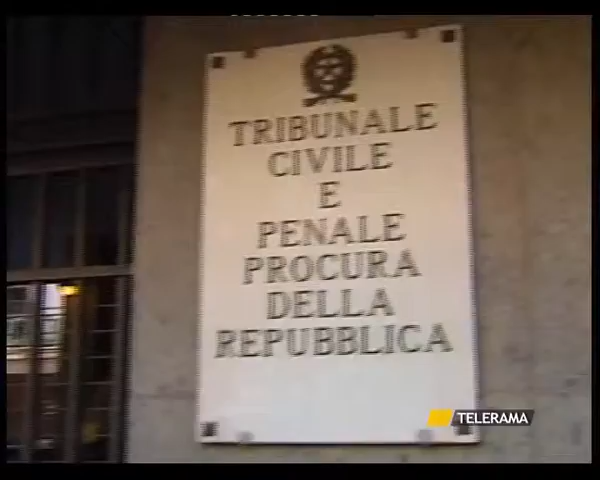 TRIBUNALE
CIVILE
E
PENALE
PROCURA
DELLA
REPUBBLICA
TELERAMA